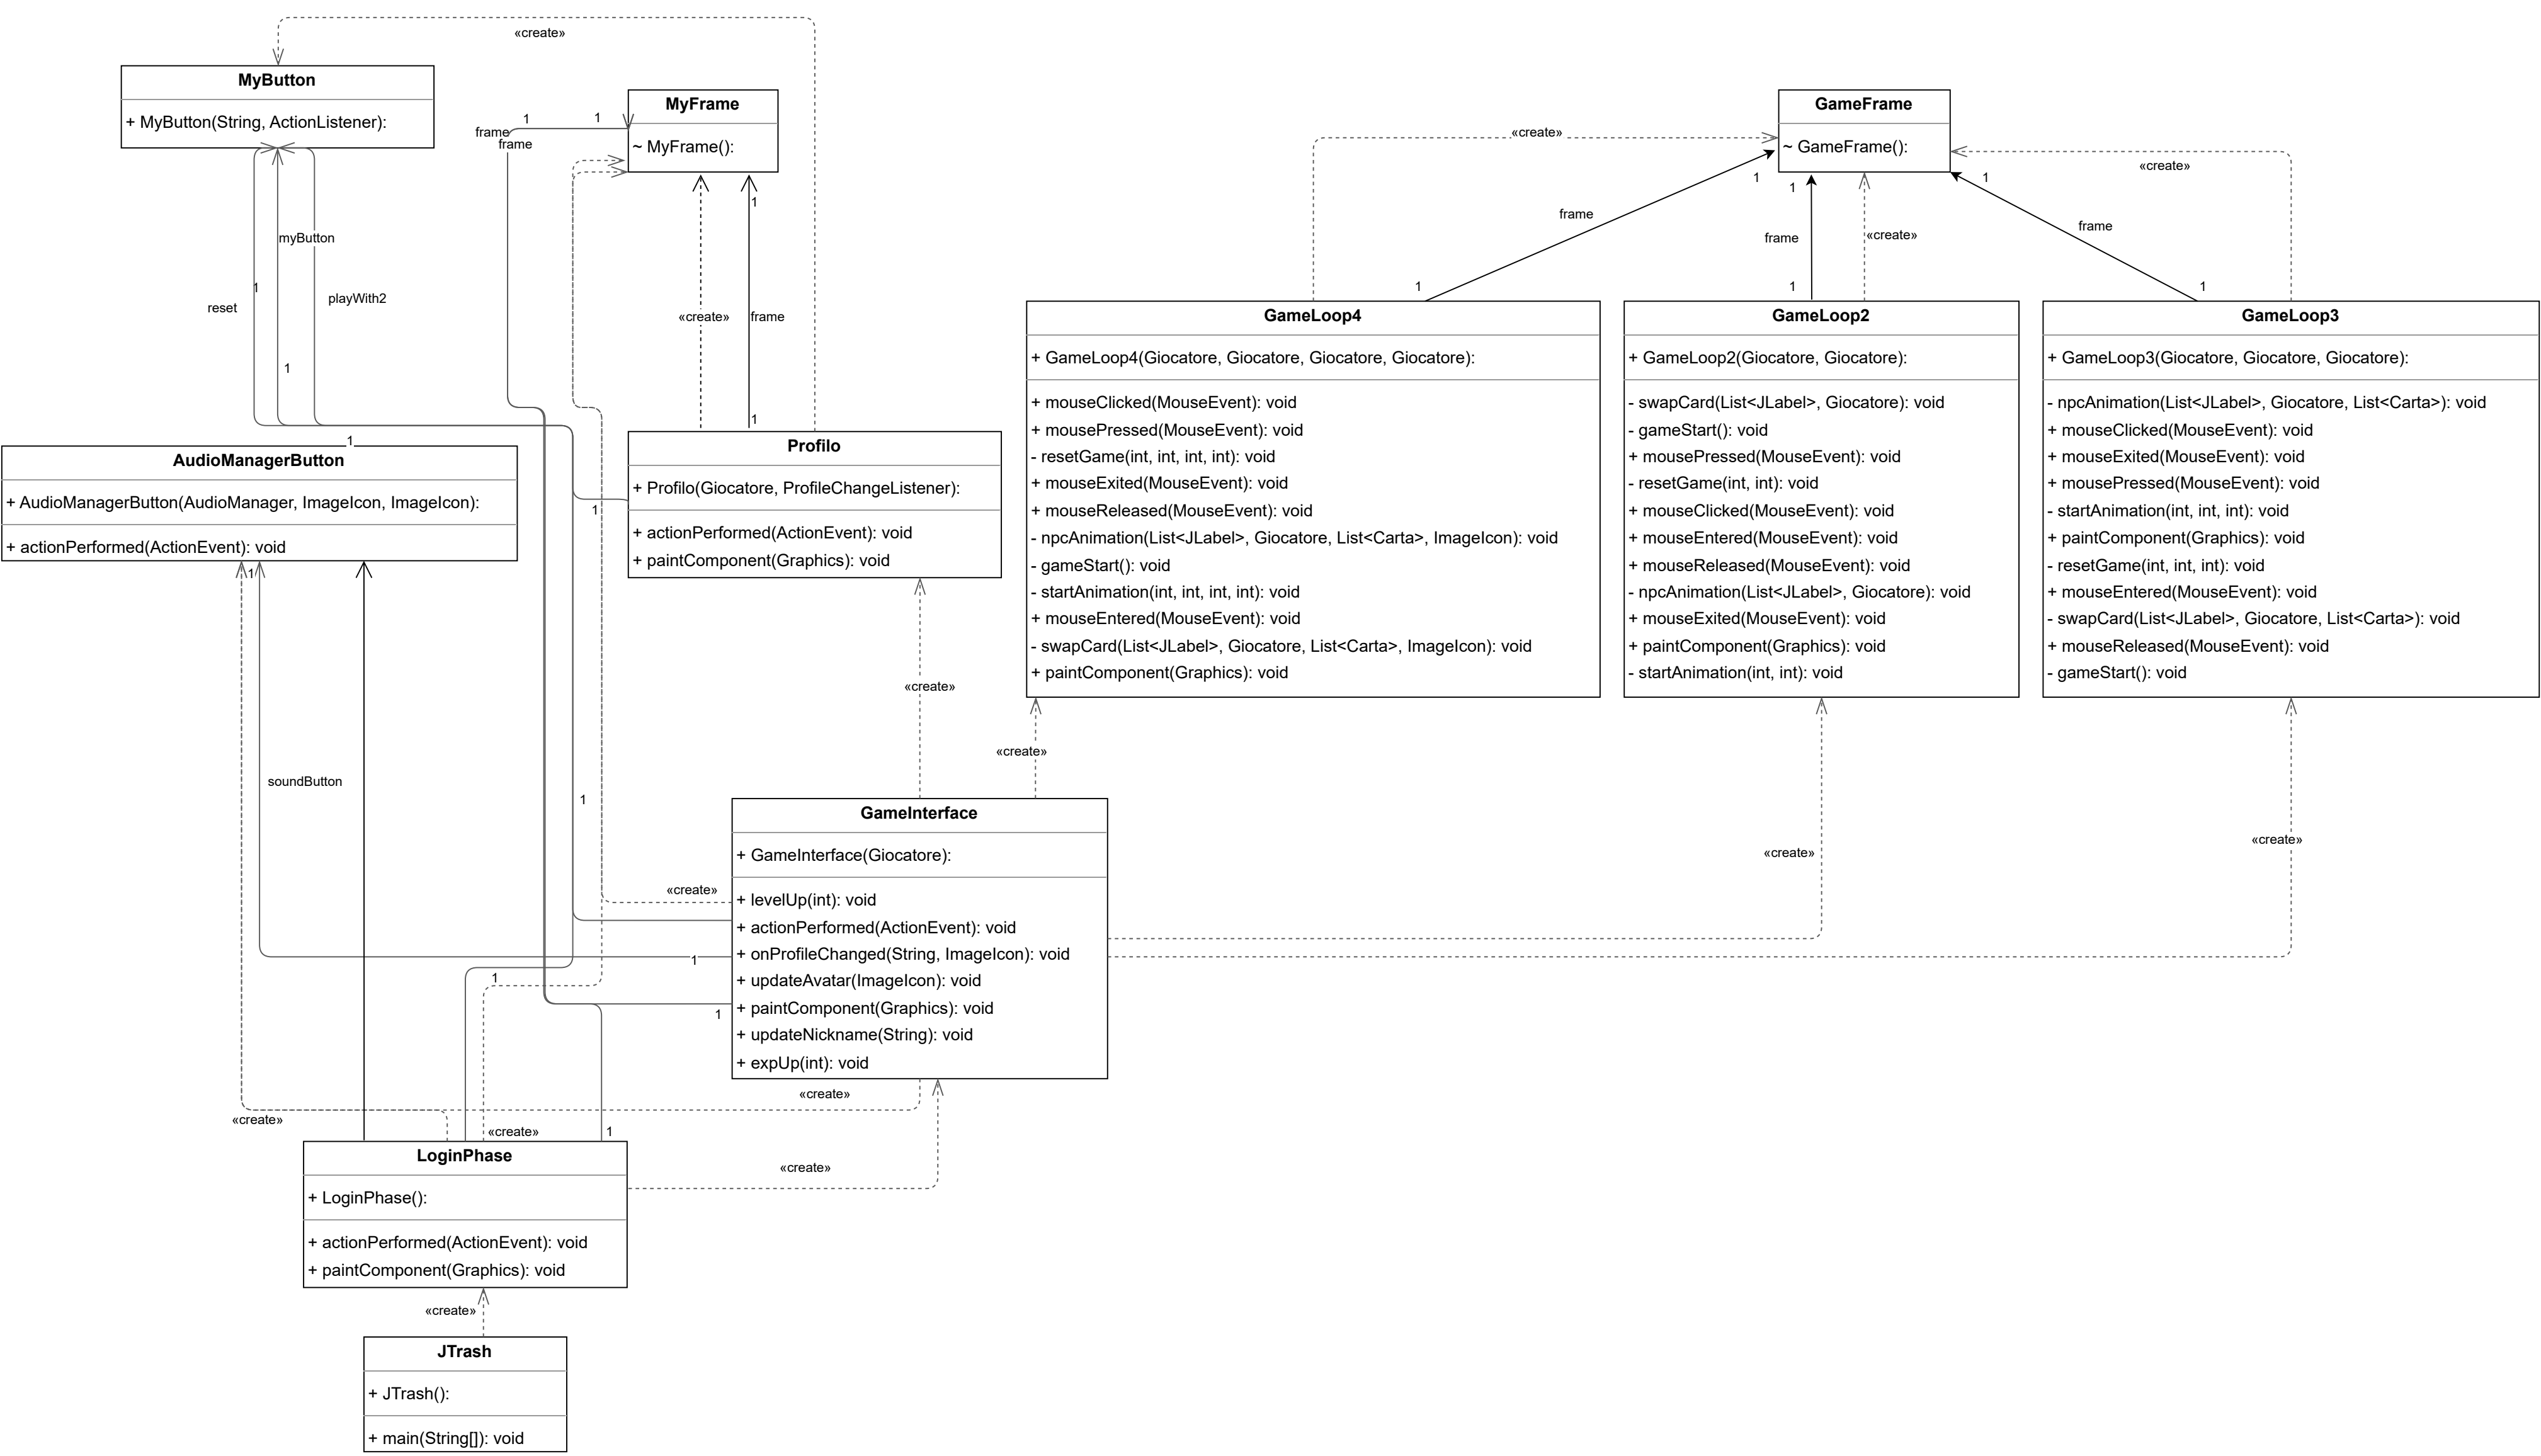 «create»
MyButton
+ MyButton(String, ActionListener):
MyFrame
~ MyFrame():
frame
frame
1
1
GameFrame
~ GameFrame():
«create»
«create»
1
1
1
frame
frame
«create»
frame
1
1
1
myButton
1
reset
playWith2
1
1
1
«create»
frame
1
1
AudioManagerButton
+ AudioManagerButton(AudioManager, ImageIcon, ImageIcon):
+ actionPerformed(ActionEvent): void
1
Profilo
+ Profilo(Giocatore, ProfileChangeListener):
+ actionPerformed(ActionEvent): void
+ paintComponent(Graphics): void
1
GameLoop4
+ GameLoop4(Giocatore, Giocatore, Giocatore, Giocatore):
+ mouseClicked(MouseEvent): void
+ mousePressed(MouseEvent): void
- resetGame(int, int, int, int): void
+ mouseExited(MouseEvent): void
+ mouseReleased(MouseEvent): void
- npcAnimation(List<JLabel>, Giocatore, List<Carta>, ImageIcon): void
- gameStart(): void
- startAnimation(int, int, int, int): void
+ mouseEntered(MouseEvent): void
- swapCard(List<JLabel>, Giocatore, List<Carta>, ImageIcon): void
+ paintComponent(Graphics): void
GameLoop2
+ GameLoop2(Giocatore, Giocatore):
- swapCard(List<JLabel>, Giocatore): void
- gameStart(): void
+ mousePressed(MouseEvent): void
- resetGame(int, int): void
+ mouseClicked(MouseEvent): void
+ mouseEntered(MouseEvent): void
+ mouseReleased(MouseEvent): void
- npcAnimation(List<JLabel>, Giocatore): void
+ mouseExited(MouseEvent): void
+ paintComponent(Graphics): void
- startAnimation(int, int): void
GameLoop3
+ GameLoop3(Giocatore, Giocatore, Giocatore):
- npcAnimation(List<JLabel>, Giocatore, List<Carta>): void
+ mouseClicked(MouseEvent): void
+ mouseExited(MouseEvent): void
+ mousePressed(MouseEvent): void
- startAnimation(int, int, int): void
+ paintComponent(Graphics): void
- resetGame(int, int, int): void
+ mouseEntered(MouseEvent): void
- swapCard(List<JLabel>, Giocatore, List<Carta>): void
+ mouseReleased(MouseEvent): void
- gameStart(): void
«create»
«create»
soundButton
1
«create»
«create»
GameInterface
+ GameInterface(Giocatore):
+ levelUp(int): void
+ actionPerformed(ActionEvent): void
+ onProfileChanged(String, ImageIcon): void
+ updateAvatar(ImageIcon): void
+ paintComponent(Graphics): void
+ updateNickname(String): void
+ expUp(int): void
«create»
1
1
1
«create»
«create»
«create»
1
LoginPhase
+ LoginPhase():
+ actionPerformed(ActionEvent): void
+ paintComponent(Graphics): void
«create»
«create»
JTrash
+ JTrash():
+ main(String[]): void